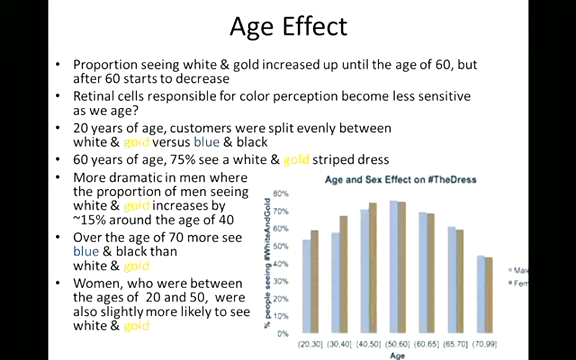 Age Effect
• Proportion seeing white & gold increased up until the age of 60, but
after 60 starts to decrease
• Retinal cells responsible for color perception become less sensitive
as we age?
• 20 years of age, customers were split evenly between
white & gold versus blue & black
• 60 years of age, 75% see a white & gold striped dress
• More dramatic in men where
the proportion of men seeing
white & gold increases by
~15% around the age of 40
• Over the age of 70 more see
blue & black than
white & gold
• Women, who were between
the ages of 20 and 50, were
also slightly more likely to see
white & gold
Age and Sex Effect on #TheDress
% people seeing #WhiteAndGold
80%
70%
60%
50%
40%
30%
20%
10%
0%
(20,30] (30,40] (40,50] (50,60] (60,65] (65,70] (70,99]
Age